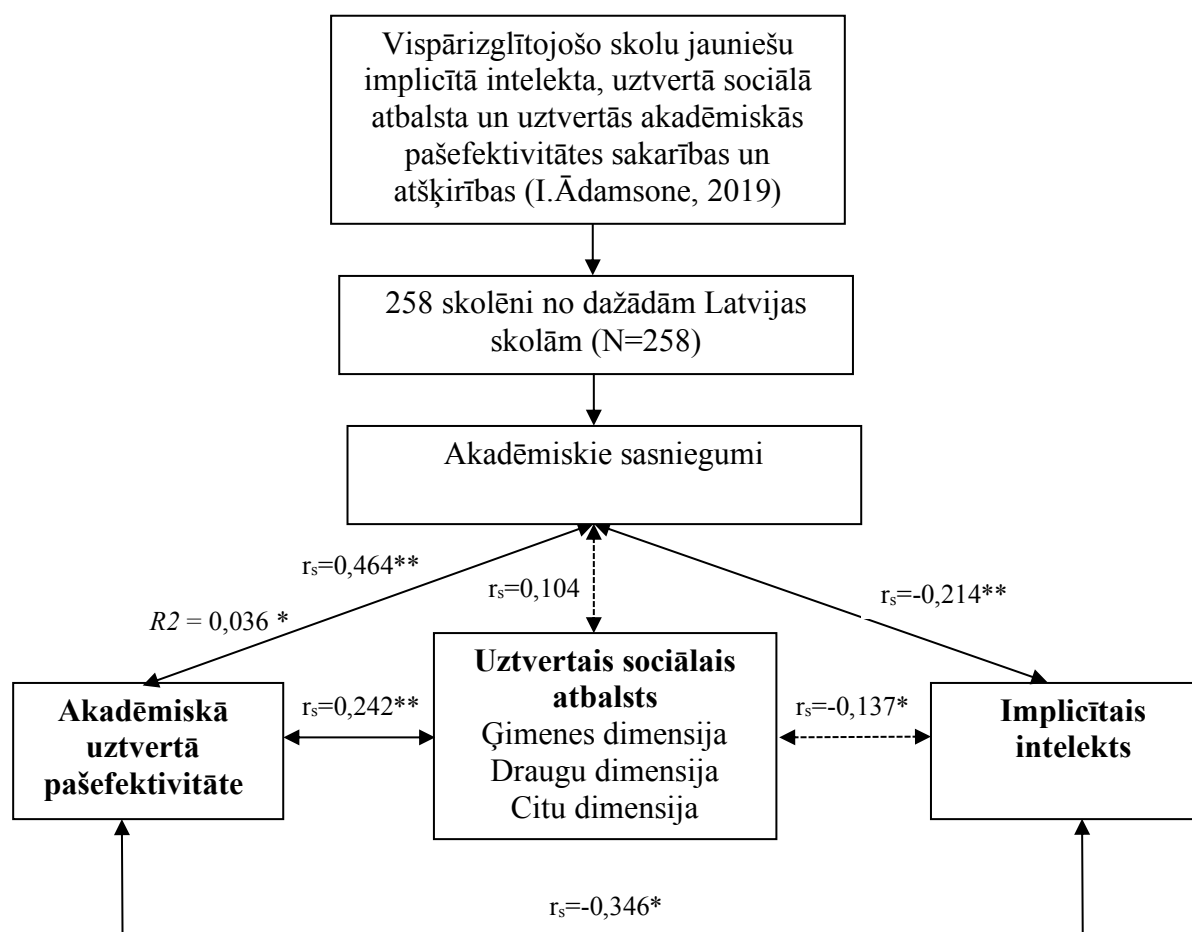 Vispārizglītojošo skolu jauniešu
implicītā intelekta, uztvertā sociālā
atbalsta un uztvertās akadēmiskās
pašefektivitātes sakarības un
atšķirības (I.Ādamsone, 2019)
258 skolēni no dažādām Latvijas
skolām (N=258)
Akadēmiskie sasniegumi
rₛ=0,464**
rₛ=0,104
rₛ=-0,214**
R2 = 0,036 *
Akadēmiskā
uztvertā
pašefektivitāte
rₛ=0,242**
Uztvertais sociālais
atbalsts
Ģimenes dimensija
Draugu dimensija
Citu dimensija
rₛ=-0,137*
Implicītais
intelekts
rₛ=-0,346*